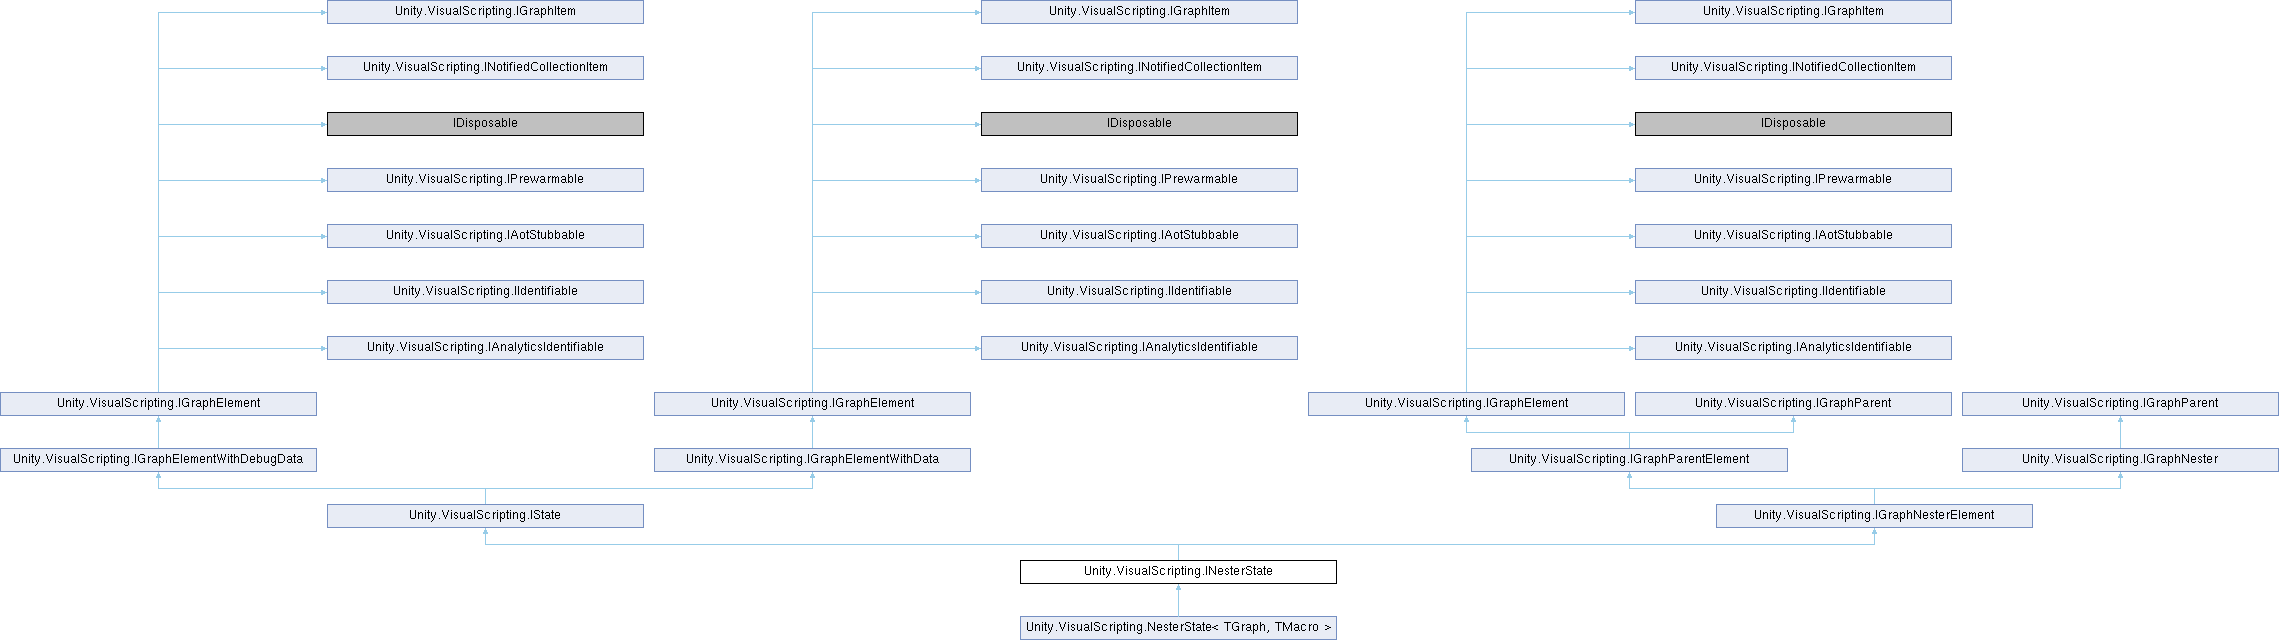 Unity.VisualScripting.IGraphItem Unity.VisualScripting.IGraphItem Unity.VisualScripting.IGraphItem
Unity.VisualScripting.INotifiedCollectionItem Unity.VisualScripting.INotifiedCollectionItem Unity.VisualScripting.INotifiedCollectionItem
IDisposable IDisposable IDisposable
Unity.VisualScripting.IPrewarmable Unity.VisualScripting.IPrewarmable Unity.VisualScripting.IPrewarmable
Unity.VisualScripting.IAotStubbable Unity.VisualScripting.IAotStubbable Unity.VisualScripting.IAotStubbable
Unity.VisualScripting.IIdentifiable Unity.VisualScripting.IIdentifiable Unity.VisualScripting.IIdentifiable
Unity.VisualScripting.IAnalyticsIdentifiable Unity.VisualScripting.IAnalyticsIdentifiable Unity.VisualScripting.IAnalyticsIdentifiable
Unity.VisualScripting.IGraphElement Unity.VisualScripting.IGraphElement Unity.VisualScripting.IGraphElement Unity.VisualScripting.IGraphParent Unity.VisualScripting.IGraphParent
Unity.VisualScripting.IGraphElementWithDebugData Unity.VisualScripting.IGraphElementWithData Unity.VisualScripting.IGraphParentElement Unity.VisualScripting.IGraphNester
Unity.VisualScripting.IState Unity.VisualScripting.IGraphNesterElement
Unity.VisualScripting.INesterState
Unity.VisualScripting.NesterState< TGraph, TMacro >